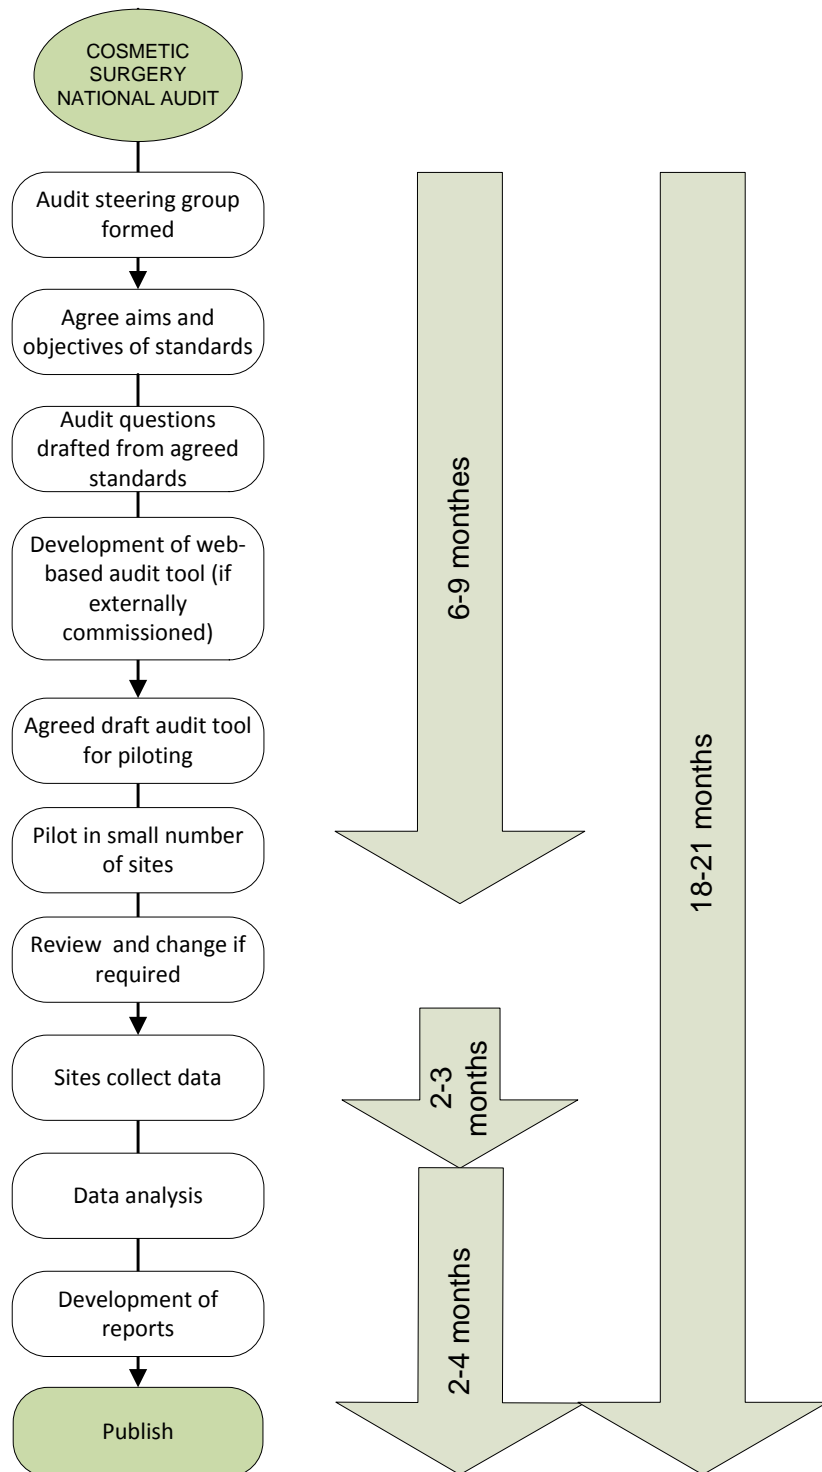 COSMETIC
SURGERY
NATIONAL AUDIT
Audit steering group
formed
Agree aims and
objectives of standards
Audit questions
drafted from agreed
standards
Development of web-
based audit tool (if
externally
commissioned)
Agreed draft audit tool
for piloting
Pilot in small number
of sites
Review  and change if
required
Sites collect data
Data analysis
Development of
reports
Publish
6-9 monthes
2-3
months
2-4 months
18-21 months